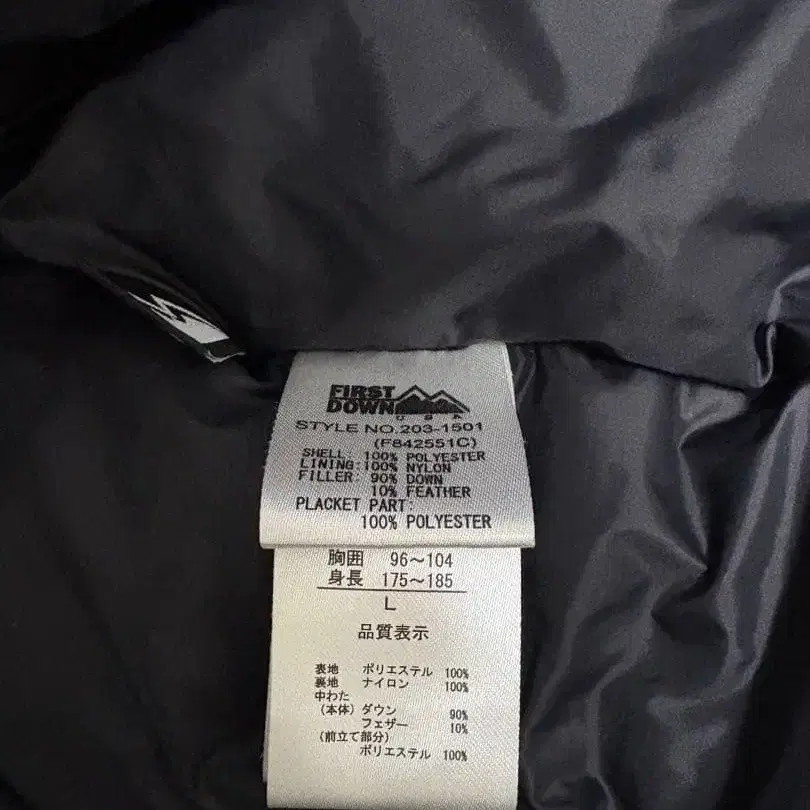 FIRST
DOWN
USA
STYLE NO.203-1501
(F842551C)
SHELL: 100% POLYESTER
LINING:100% NYLON
FILLER: 90% DOWN
10% FEATHER
PLACKET PART:
100% POLYESTER
胸囲 96～104
身長 175～185
L
品質表示
表地 ポリエステル 100%
裏地 ナイロン 100%
中わた
(本体) ダウン 90%
フェザー 10%
(前立て部分)
ポリエステル 100%